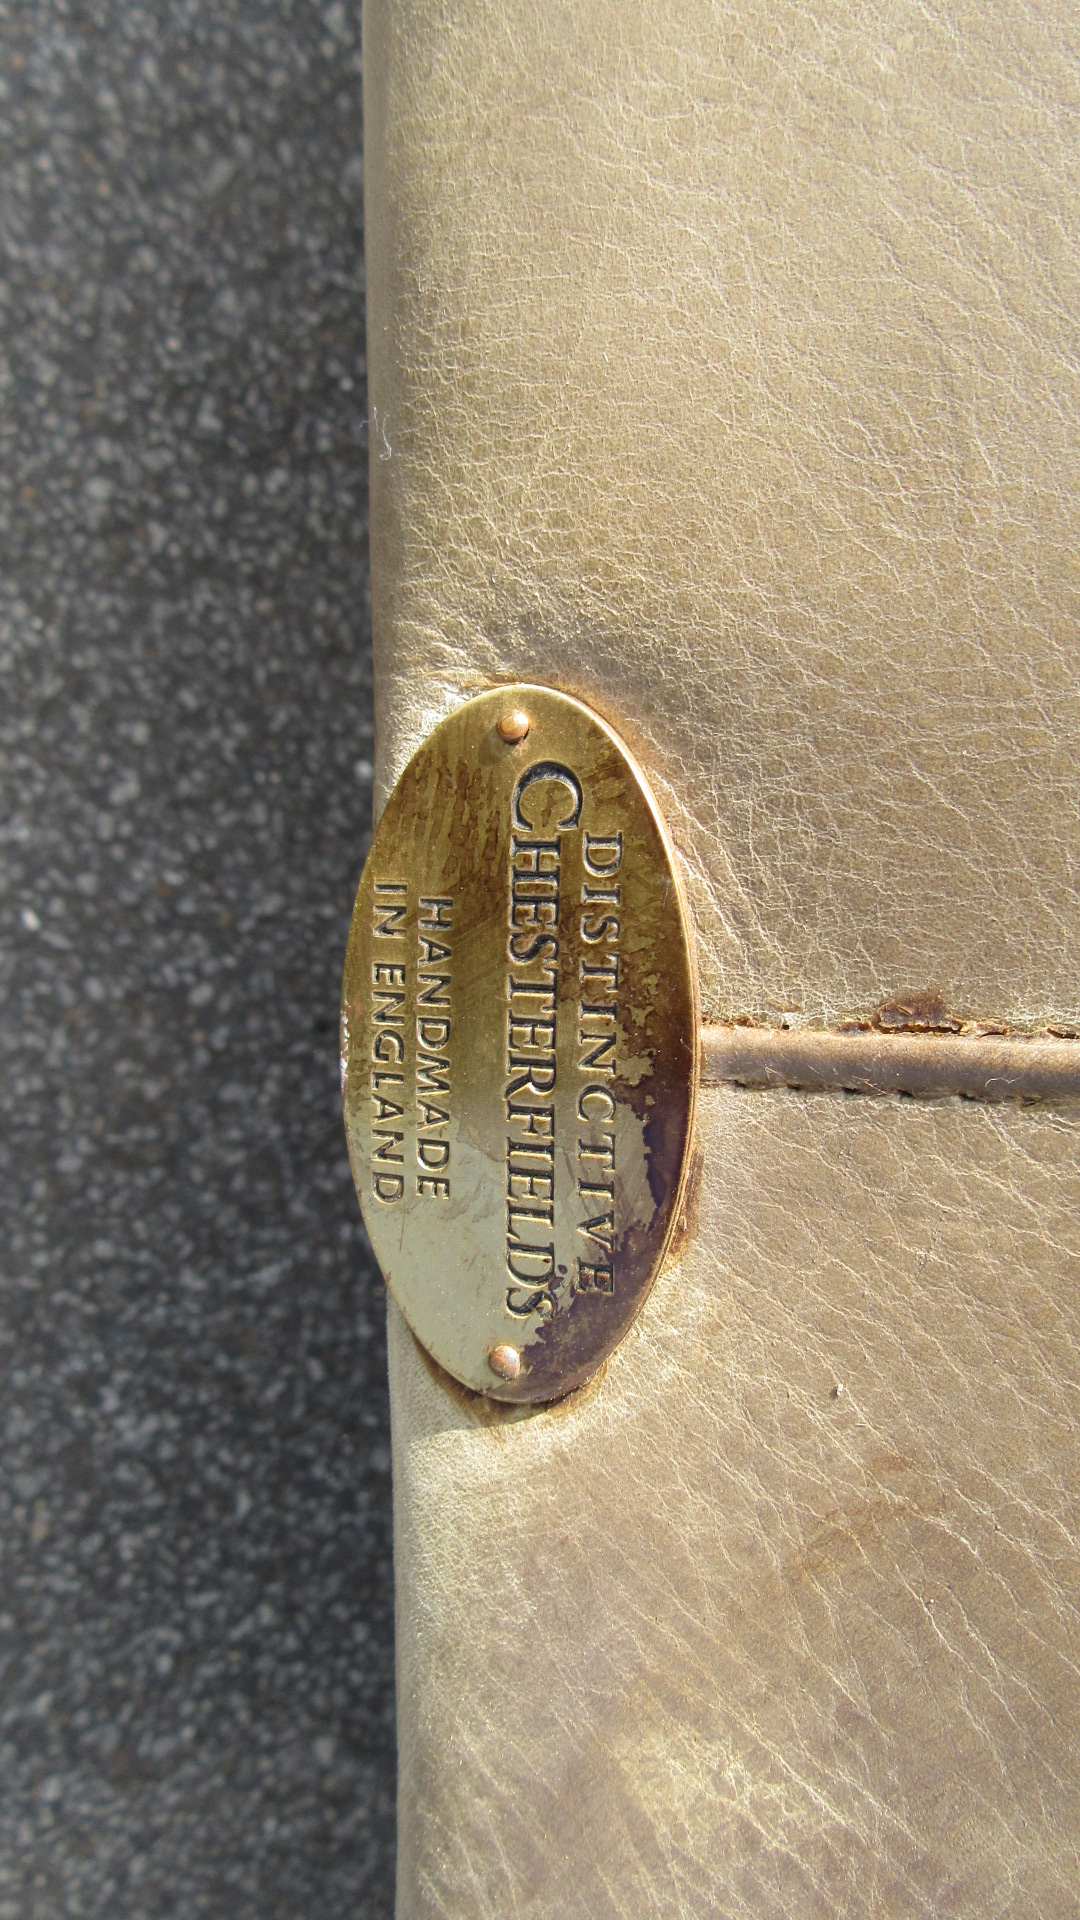 DISTINCTIVE
CHESTERFIELDS
HANDMADE
IN ENGLAND